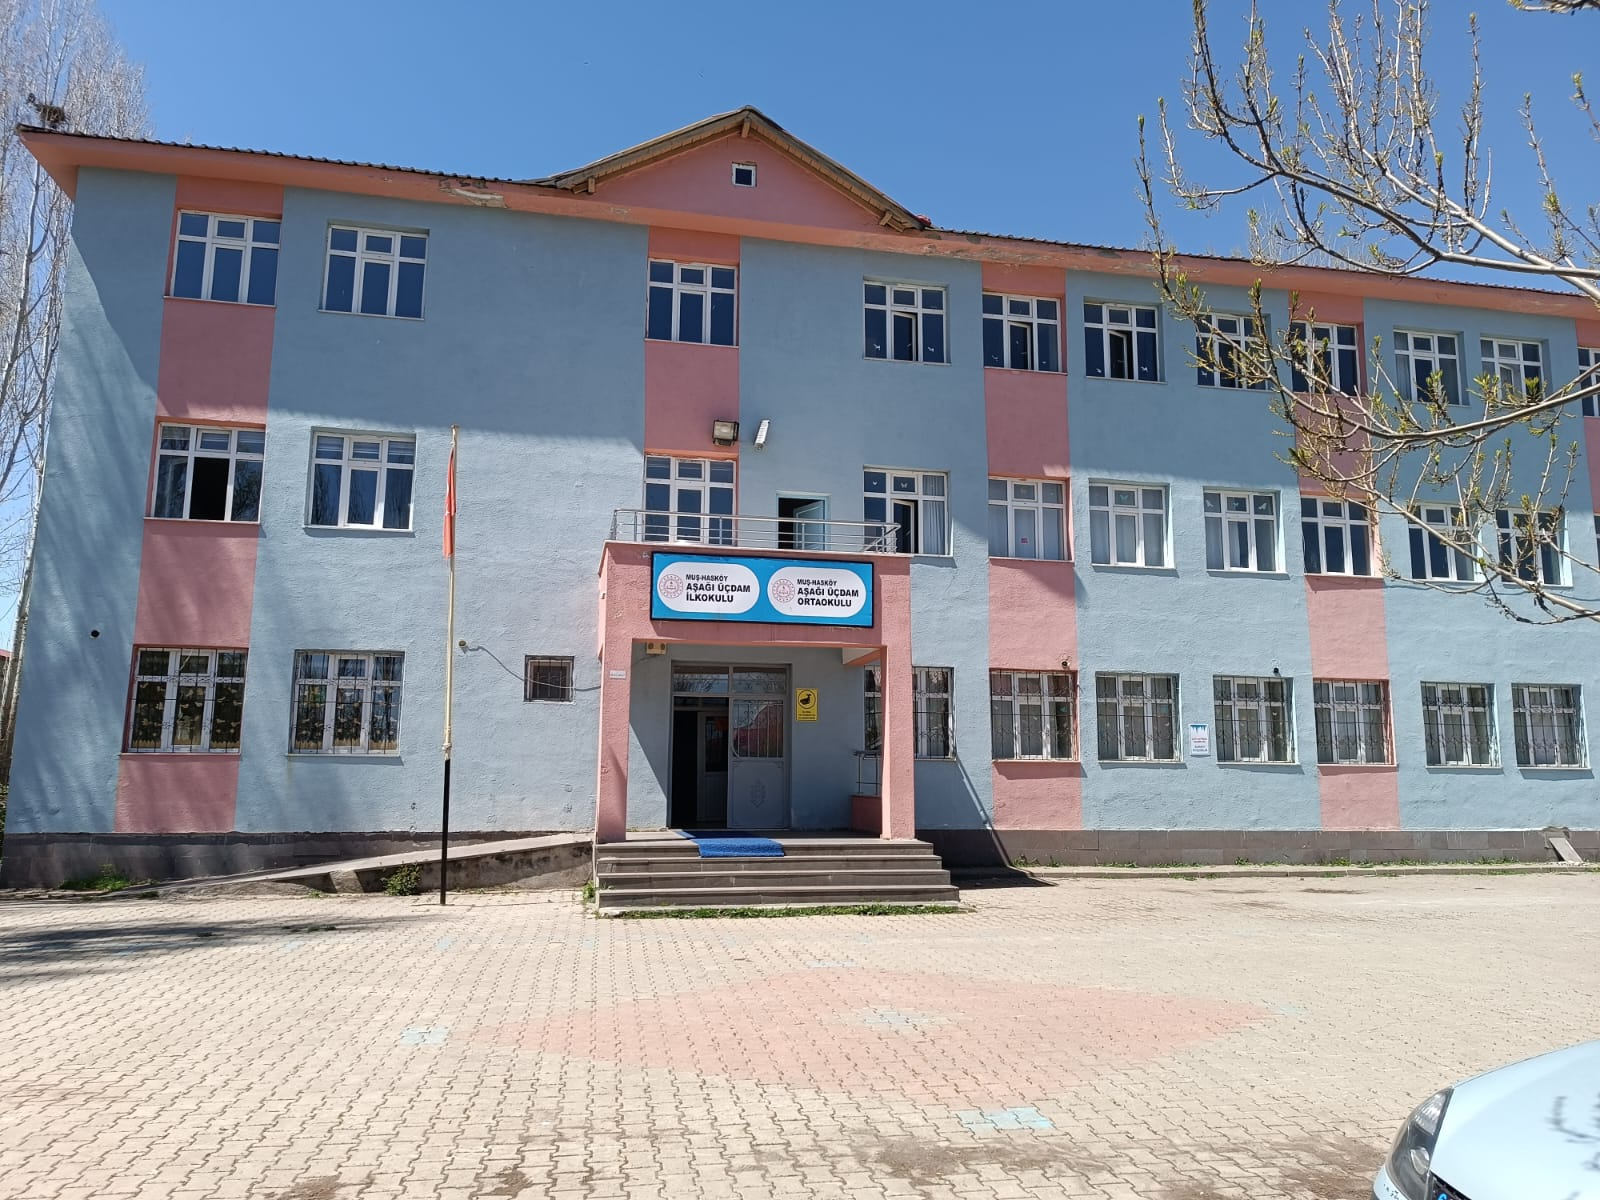 MUŞ-HASKÖY
AŞAĞI ÜÇDAM
İLKOKULU
MUŞ-HASKÖY
AŞAĞI ÜÇDAM
ORTAOKULU